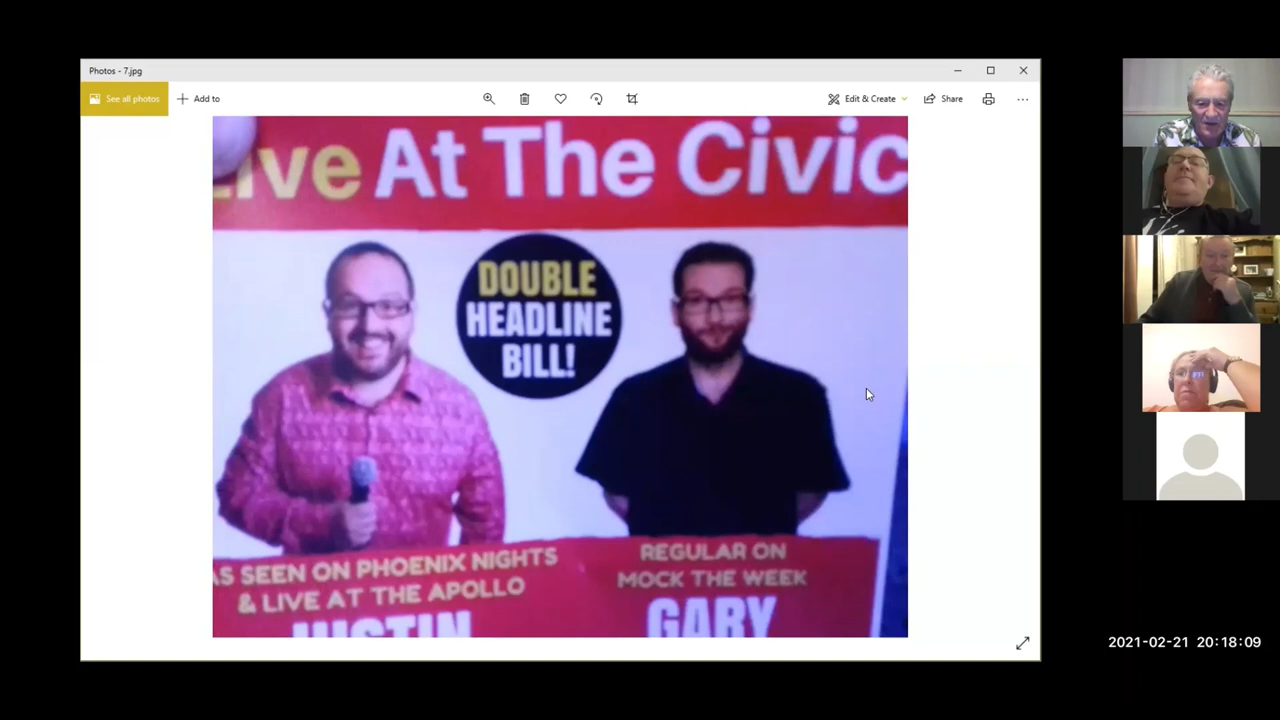 Photos - 7.jpg
See all photos
Add to
Edit & Create
Share
Live At The Civic
DOUBLE
HEADLINE
BILL!
AS SEEN ON PHOENIX NIGHTS
& LIVE AT THE APOLLO
JUSTIN
REGULAR ON
MOCK THE WEEK
GARY
2021-02-21 20:18:09